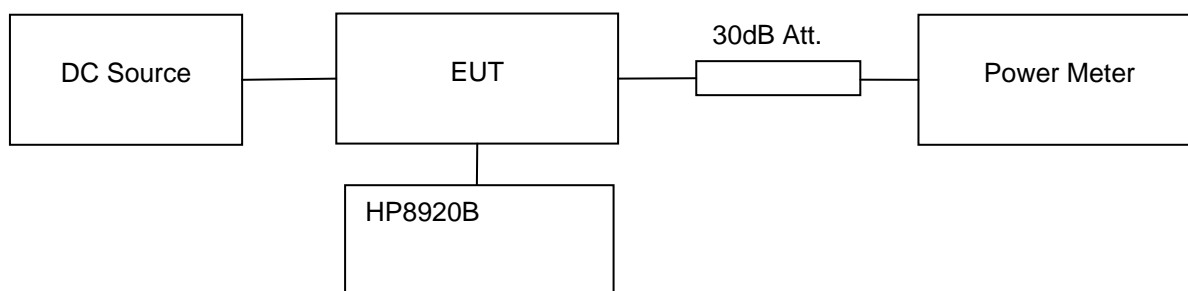 30dB Att.
DC Source
EUT
Power Meter
HP8920B